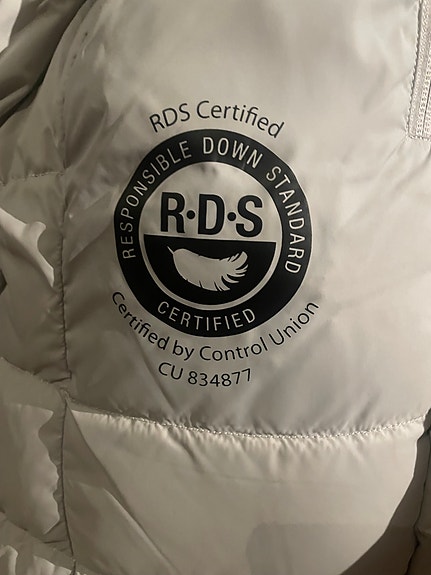 RDS Certified
RESPONSIBLE DOWN STANDARD
R·D·S
CERTIFIED
Certified by Control Union
CU 834877